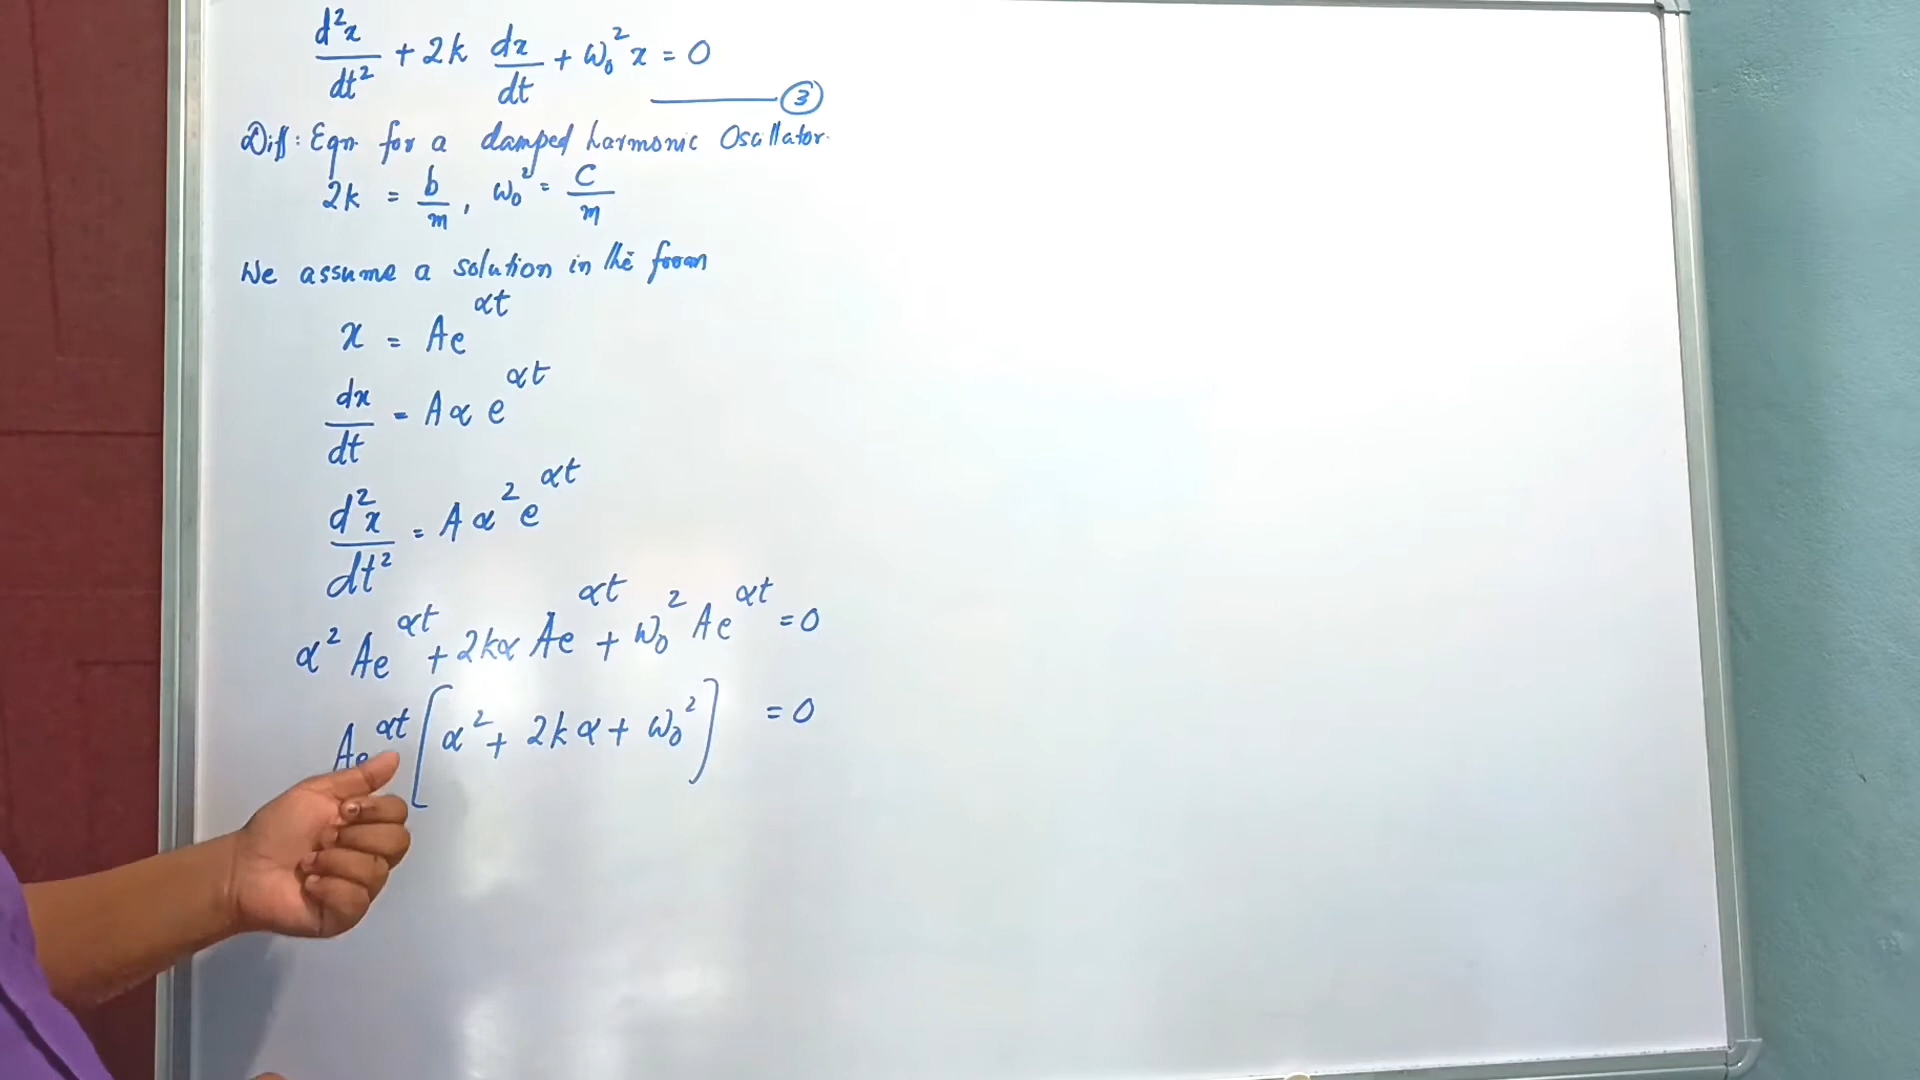 d²x/dt² + 2k dx/dt + ω₀² x = 0
③
Diff: Eqn for a damped harmonic Oscillator.
2k = b/m, ω₀² = C/m
We assume a solution in the form
x = Ae^αt
dx/dt = Aα e^αt
d²x/dt² = Aα² e^αt
α² Ae^αt + 2kα Ae^αt + ω₀² Ae^αt = 0
Ae^αt [α² + 2kα + ω₀²] = 0